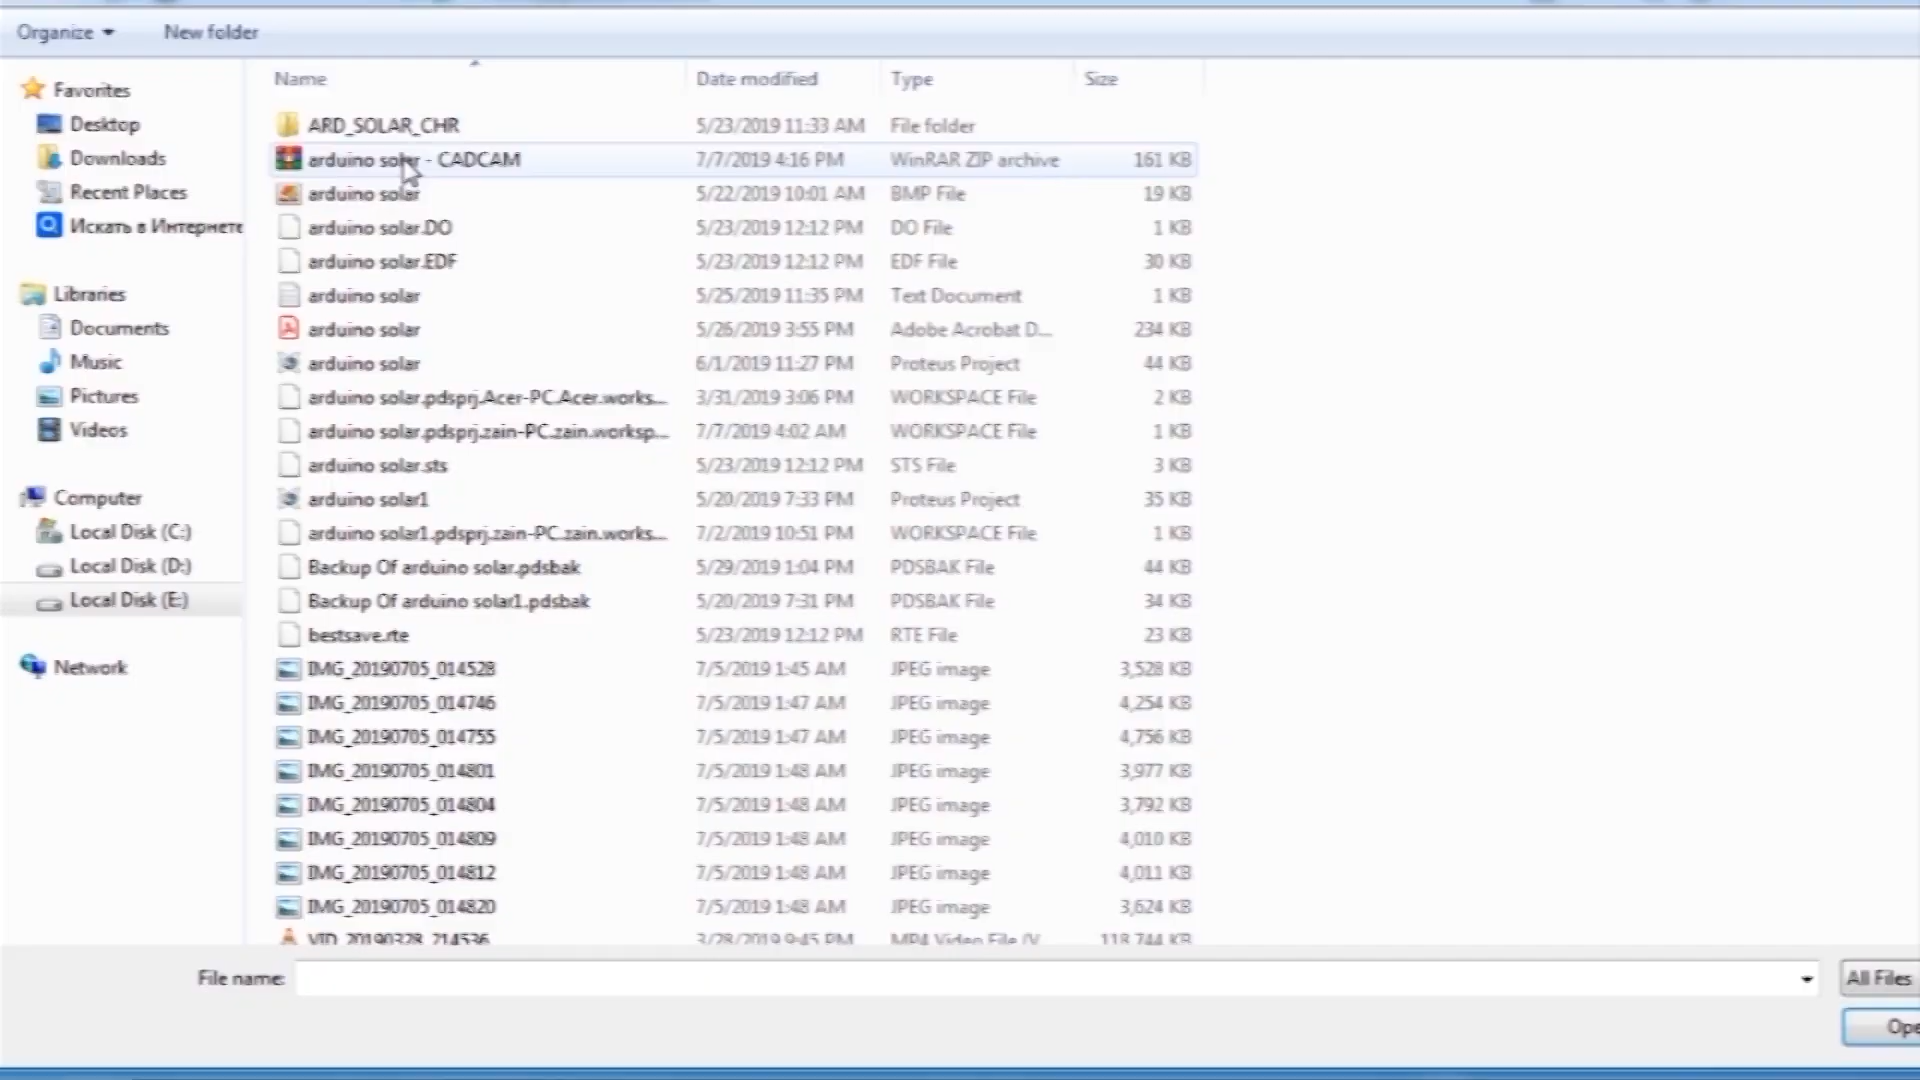 Organize New folder
Name Date modified Type Size
Favorites
Desktop
Downloads
Recent Places
Искать в Интернете
Libraries
Documents
Music
Pictures
Videos
Computer
Local Disk (C:)
Local Disk (D:)
Local Disk (E:)
Network
ARD_SOLAR_CHR 5/23/2019 11:33 AM File folder
arduino solar - CADCAM 7/7/2019 4:16 PM WinRAR ZIP archive 161 KB
arduino solar 5/22/2019 10:01 AM BMP File 19 KB
arduino solar.DO 5/23/2019 12:12 PM DO File 1 KB
arduino solar.EDF 5/23/2019 12:12 PM EDF File 30 KB
arduino solar 5/25/2019 11:35 PM Text Document 1 KB
arduino solar 5/26/2019 3:55 PM Adobe Acrobat D... 234 KB
arduino solar 6/1/2019 11:27 PM Proteus Project 44 KB
arduino solar.pdsprj.Acer-PC.Acer.works... 3/31/2019 3:06 PM WORKSPACE File 2 KB
arduino solar.pdsprj.zain-PC.zain.worksp... 7/7/2019 4:02 AM WORKSPACE File 1 KB
arduino solar.sts 5/23/2019 12:12 PM STS File 3 KB
arduino solar1 5/20/2019 7:33 PM Proteus Project 35 KB
arduino solar1.pdsprj.zain-PC.zain.works... 7/2/2019 10:51 PM WORKSPACE File 1 KB
Backup Of arduino solar.pdsbak 5/29/2019 1:04 PM PDSBAK File 44 KB
Backup Of arduino solar1.pdsbak 5/20/2019 7:31 PM PDSBAK File 34 KB
bestsave.rte 5/23/2019 12:12 PM RTE File 23 KB
IMG_20190705_014528 7/5/2019 1:45 AM JPEG image 3,528 KB
IMG_20190705_014746 7/5/2019 1:47 AM JPEG image 4,254 KB
IMG_20190705_014755 7/5/2019 1:47 AM JPEG image 4,756 KB
IMG_20190705_014801 7/5/2019 1:48 AM JPEG image 3,977 KB
IMG_20190705_014804 7/5/2019 1:48 AM JPEG image 3,792 KB
IMG_20190705_014809 7/5/2019 1:48 AM JPEG image 4,010 KB
IMG_20190705_014812 7/5/2019 1:48 AM JPEG image 4,011 KB
IMG_20190705_014820 7/5/2019 1:48 AM JPEG image 3,624 KB
VID_20190328_214536 3/28/2019 9:45 PM MP4 Video File (V 118,744 KB
File name: All Files
Ope